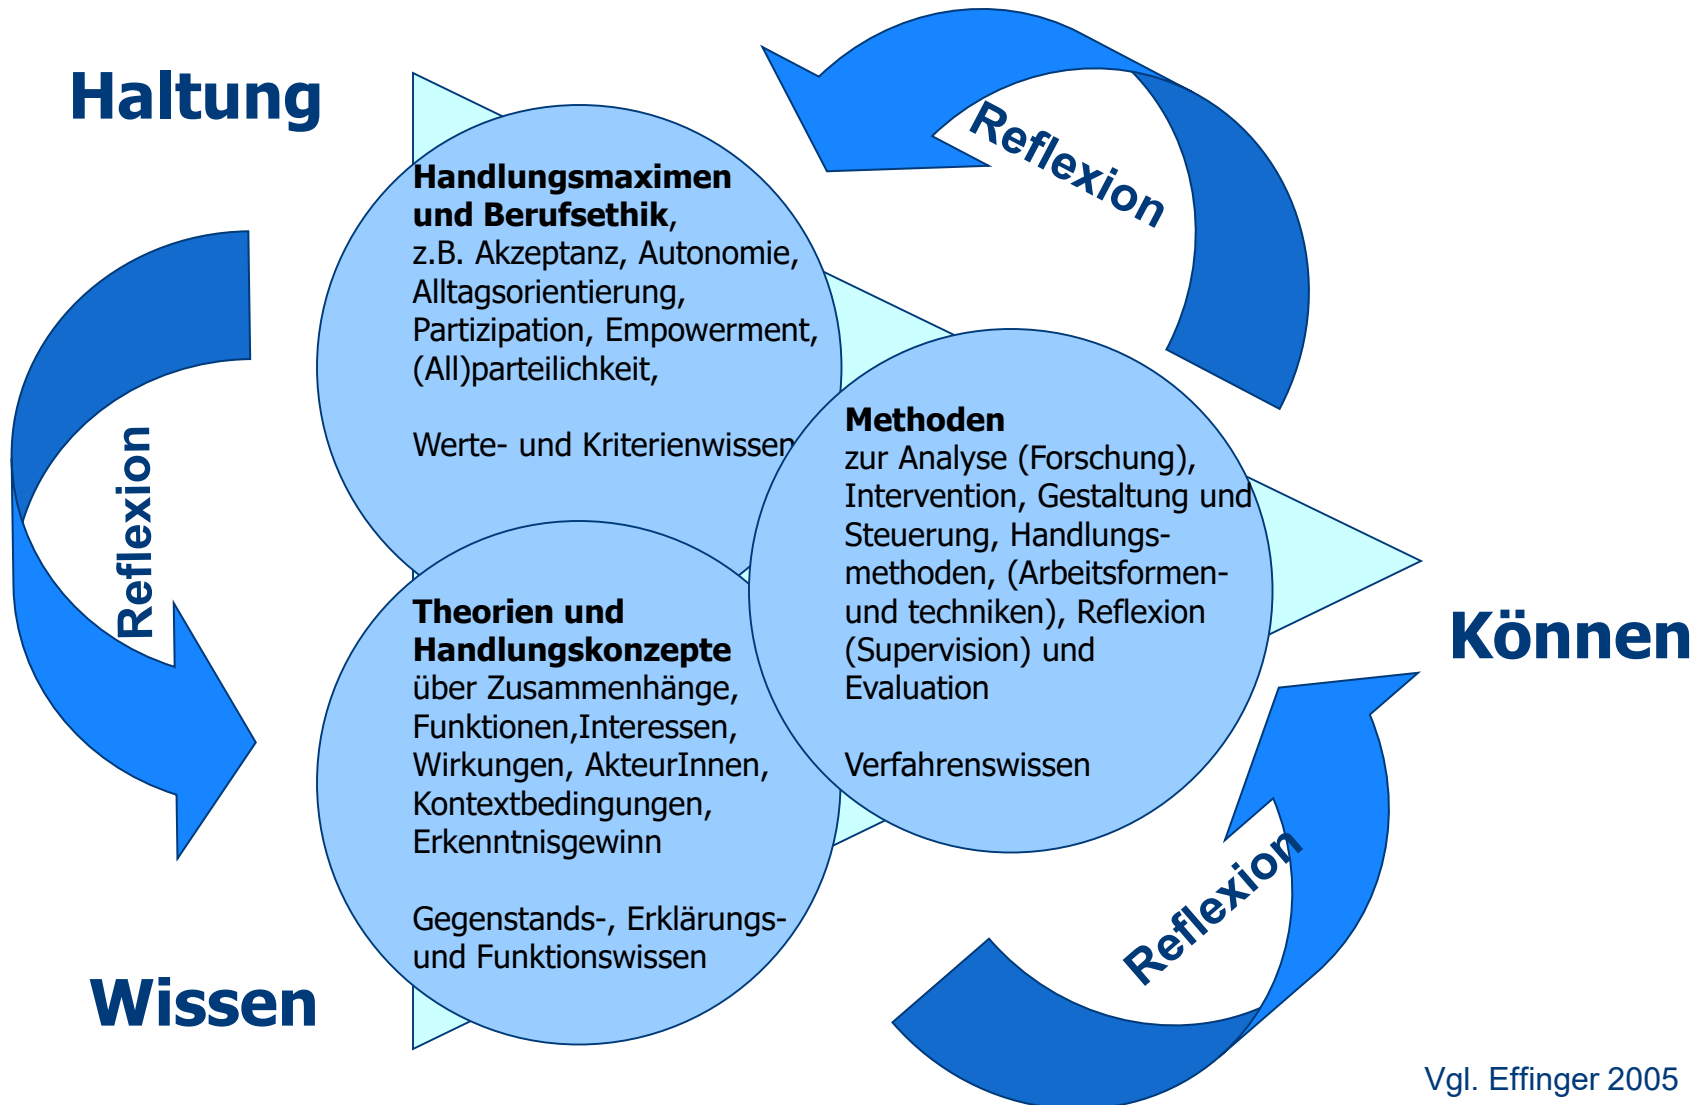 Haltung
Handlungsmaximen
und Berufsethik,
z.B. Akzeptanz, Autonomie,
Alltagsorientierung,
Partizipation, Empowerment,
(All)parteilichkeit,
Werte- und Kriterienwissen
Reflexion
Reflexion
Methoden
zur Analyse (Forschung),
Intervention, Gestaltung und
Steuerung, Handlungs-
methoden, (Arbeitsformen-
und techniken), Reflexion
(Supervision) und
Evaluation
Verfahrenswissen
Können
Theorien und
Handlungskonzepte
über Zusammenhänge,
Funktionen,Interessen,
Wirkungen, AkteurInnen,
Kontextbedingungen,
Erkenntnisgewinn
Gegenstands-, Erklärungs-
und Funktionswissen
Wissen
Reflexion
Vgl. Effinger 2005